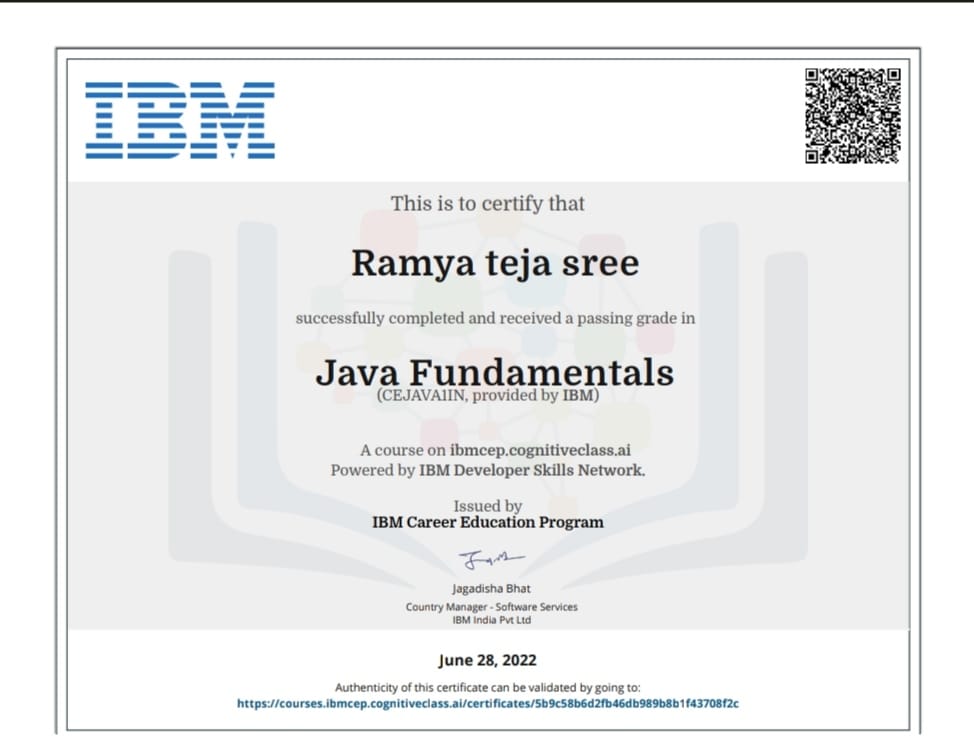 IBM
This is to certify that
Ramya teja sree
successfully completed and received a passing grade in
Java Fundamentals
(CEJAVA1IN, provided by IBM)
A course on ibmcep.cognitiveclass.ai
Powered by IBM Developer Skills Network.
Issued by
IBM Career Education Program
Jagadisha Bhat
Country Manager - Software Services
IBM India Pvt Ltd
June 28, 2022
Authenticity of this certificate can be validated by going to:
https://courses.ibmcep.cognitiveclass.ai/certificates/5b9c58b6d2fb46db989b8b1f43708f2c